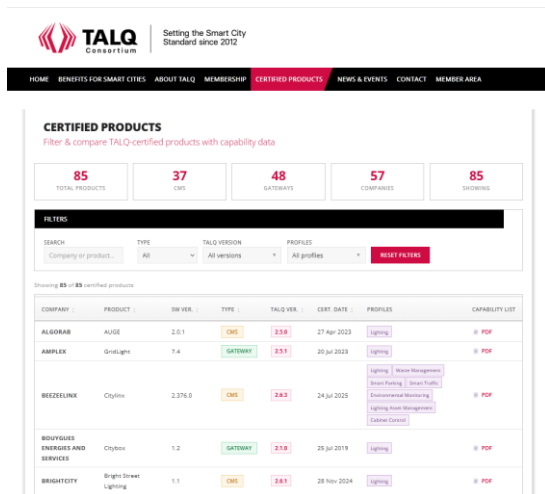 TALQ
Consortium
Setting the Smart City
Standard since 2012
HOME BENEFITS FOR SMART CITIES ABOUT TALQ MEMBERSHIP CERTIFIED PRODUCTS NEWS & EVENTS CONTACT MEMBER AREA
CERTIFIED PRODUCTS
Filter & compare TALQ-certified products with capability data
85 37 48 57 85
TOTAL PRODUCTS CMS GATEWAYS COMPANIES SHOWING
FILTERS
SEARCH TYPE TALQ VERSION PROFILES
Company or product... All All versions All profiles RESET FILTERS
Showing 85 of 85 certified products
COMPANY PRODUCT SW VER. TYPE TALQ VER. CERT. DATE PROFILES CAPABILITY LIST
ALGORAB AUGE 2.0.1 CMS 2.5.0 27 Apr 2023 Lighting PDF
AMPLEX GridLight 7.4 GATEWAY 2.5.1 20 Jul 2023 Lighting PDF
Lighting Waste Management
Smart Parking Smart Traffic
BEEZEELINX Citylinx 2.376.0 CMS 2.6.2 24 Jul 2025 Environmental Monitoring PDF
Lighting Asset Management
Cabinet Control
BOUYGUES
ENERGIES AND Citybox 1.2 GATEWAY 2.1.0 25 Jul 2019 Lighting PDF
SERVICES
BRIGHTCITY Bright Street 1.1 CMS 2.6.1 28 Nov 2024 Lighting PDF
Lighting